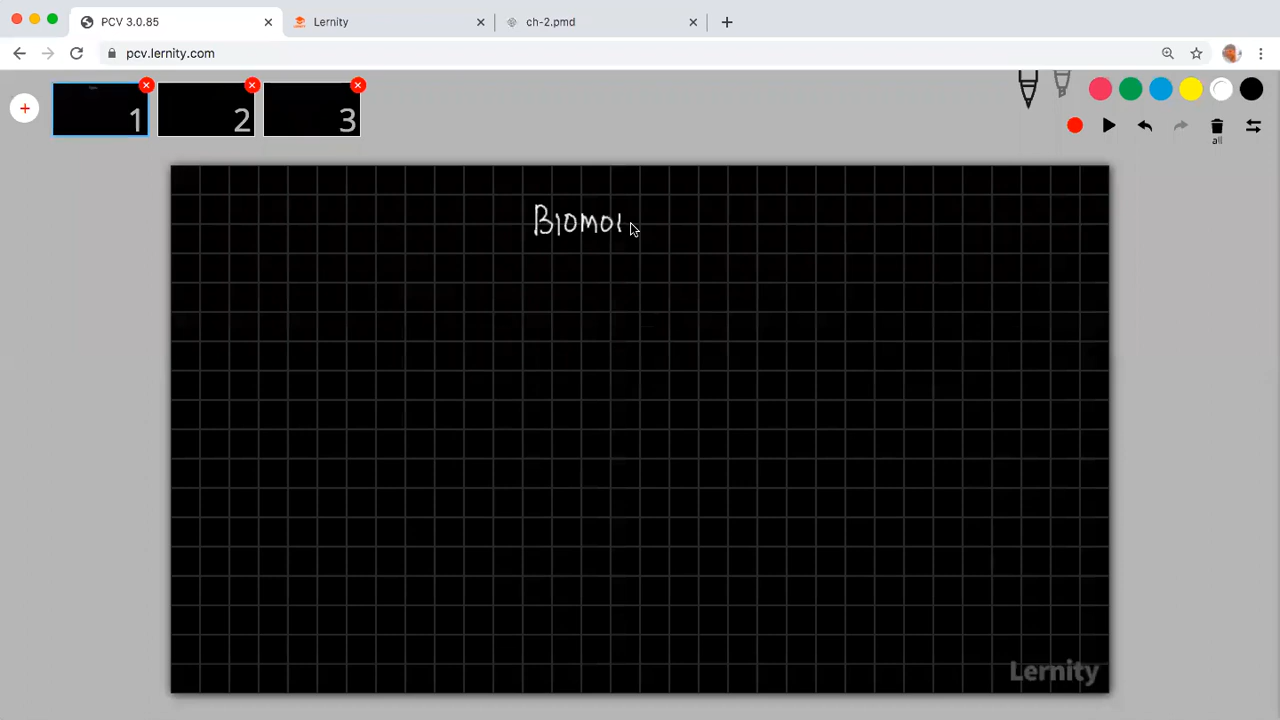 PCV 3.0.85
Lernity
ch-2.pmd
pcv.lernity.com
1
2
3
all
Biomol
Lernity